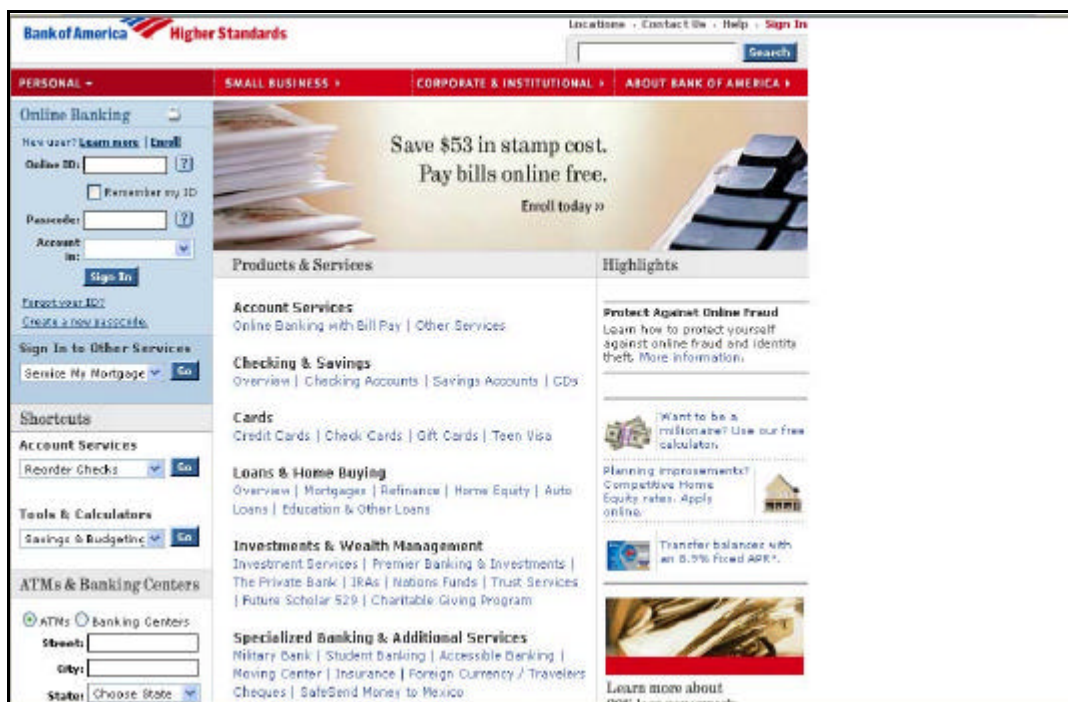 Bank of America Higher Standards
Locations · Contact Us · Help · Sign In
Search
PERSONAL
SMALL BUSINESS
CORPORATE & INSTITUTIONAL
ABOUT BANK OF AMERICA
Online Banking
New user? Learn more | Enroll
Online ID: ?
Remember my ID
Passcode: ?
Account in:
Sign In
Forgot your ID?
Create a new passcode.
Sign In to Other Services
Service My Mortgage Go
Shortcuts
Account Services
Reorder Checks Go
Tools & Calculators
Savings & Budgeting Go
ATMs & Banking Centers
ATMs Banking Centers
Street:
City:
State: Choose State
Save $53 in stamp cost.
Pay bills online free.
Enroll today »
Products & Services
Account Services
Online Banking with Bill Pay | Other Services
Checking & Savings
Overview | Checking Accounts | Savings Accounts | CDs
Cards
Credit Cards | Check Cards | Gift Cards | Teen Visa
Loans & Home Buying
Overview | Mortgages | Refinance | Home Equity | Auto
Loans | Education & Other Loans
Investments & Wealth Management
Investment Services | Premier Banking & Investments |
The Private Bank | IRAs | Nations Funds | Trust Services
| Future Scholar 529 | Charitable Giving Program
Specialized Banking & Additional Services
Military Bank | Student Banking | Accessible Banking |
Moving Center | Insurance | Foreign Currency / Travelers
Cheques | SafeSend Money to Mexico
Highlights
Protect Against Online Fraud
Learn how to protect yourself
against online fraud and identity
theft. More information.
Want to be a
millionaire? Use our free
calculator.
Planning improvements?
Competitive Home
Equity rates. Apply
online.
Transfer balances with
an 8.9% fixed APR*.
Learn more about